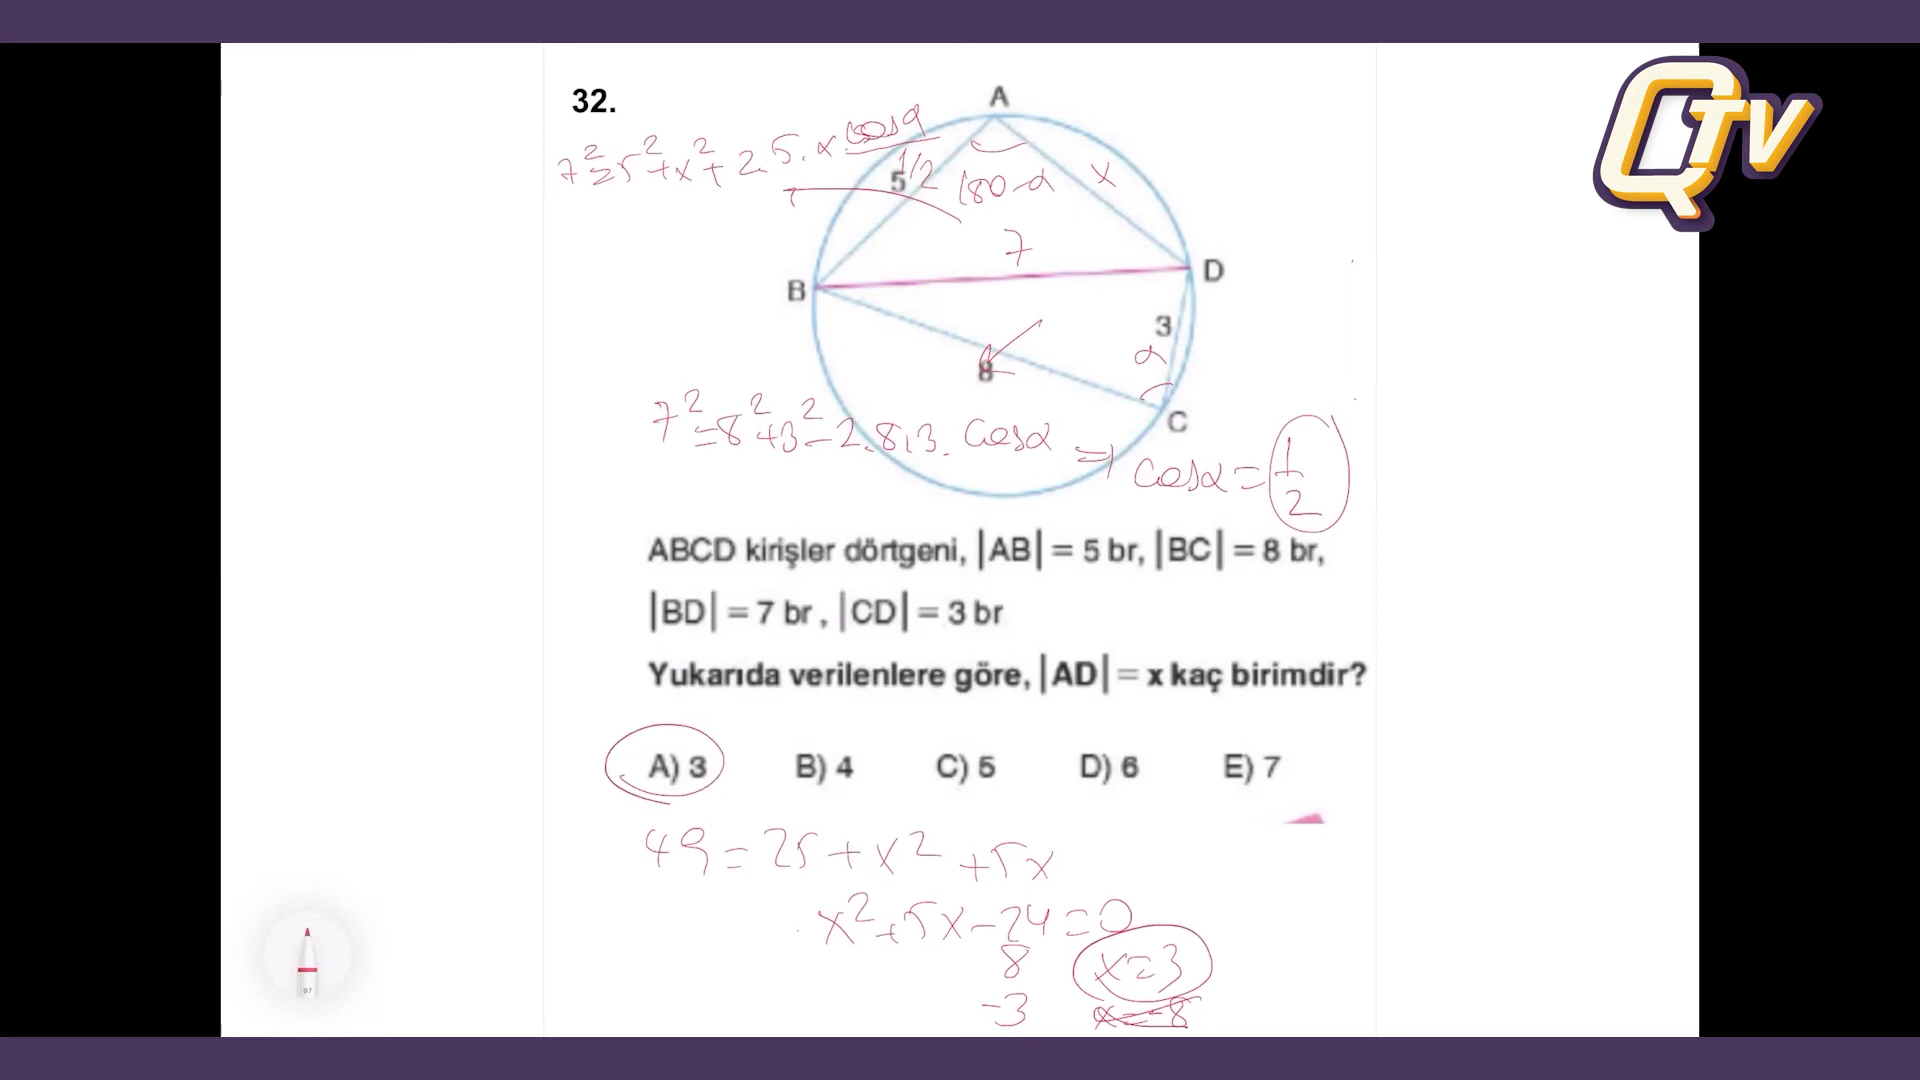 QTV
32.
A
7²=5²+x²+2.5.x cosα
1/2
5
180-α
x
7
B
D
3
α
8
C
7²=8²+3²-2.8.3.cosα ⇒ cosα = 1/2
ABCD kirişler dörtgeni, |AB| = 5 br, |BC| = 8 br,
|BD| = 7 br , |CD| = 3 br
Yukarıda verilenlere göre, |AD| = x kaç birimdir?
A) 3 B) 4 C) 5 D) 6 E) 7
49=25+x²+5x
x²+5x-24=0
8 x=3
-3 x=-8
97